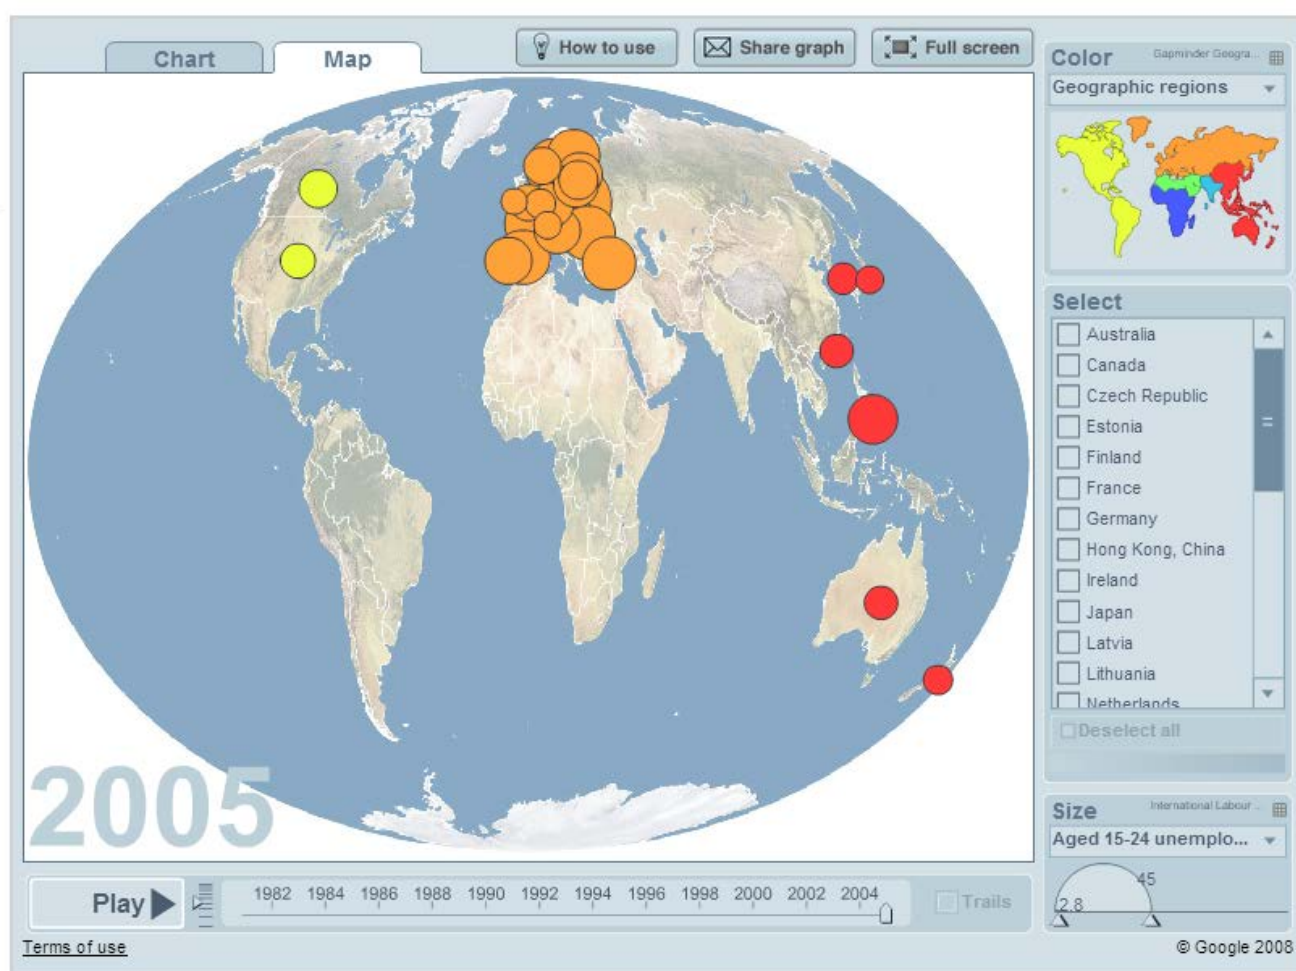 Chart
Map
How to use
Share graph
Full screen
Color
Gapminder Geogra...
Geographic regions
Select
Australia
Canada
Czech Republic
Estonia
Finland
France
Germany
Hong Kong, China
Ireland
Japan
Latvia
Lithuania
Netherlands
Deselect all
2005
Size
International Labour ..
Aged 15-24 unemplo...
45
2.8
Play
1982 1984 1986 1988 1990 1992 1994 1996 1998 2000 2002 2004
Trails
Terms of use
© Google 2008